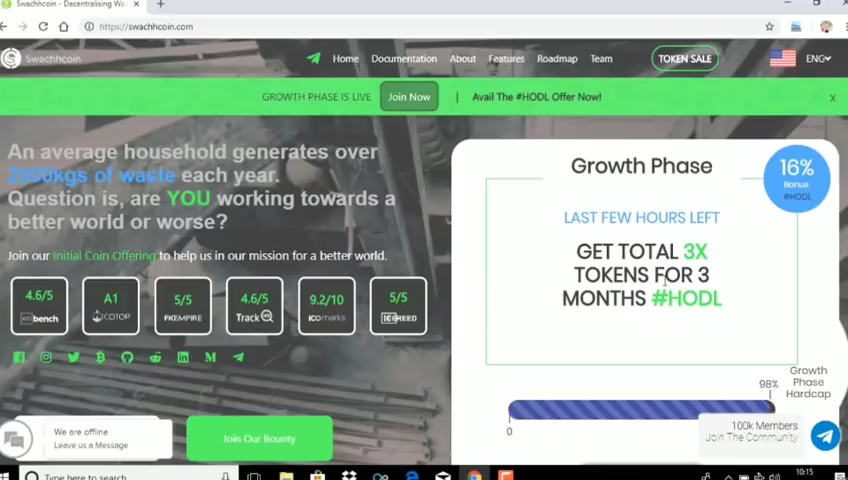 Swachhcoin - Decentralising Wa
https://swachhcoin.com
Swachhcoin
Home
Documentation
About
Features
Roadmap
Team
TOKEN SALE
ENG
GROWTH PHASE IS LIVE
Join Now
| Avail The #HODL Offer Now!
x
An average household generates over
2000kgs of waste each year.
Question is, are YOU working towards a
better world or worse?
Join our Initial Coin Offering to help us in our mission for a better world.
4.6/5
bench
A1
ICOTOP
5/5
FXEMPIRE
4.6/5
Track
9.2/10
ICOmarks
5/5
Growth Phase
16%
Bonus
#HODL
LAST FEW HOURS LEFT
GET TOTAL 3X
TOKENS FOR 3
MONTHS #HODL
98%
Growth
Phase
Hardcap
0
We are offline
Leave us a Message
Join Our Bounty
100k Members
Join The Community
Type here to search
10:15